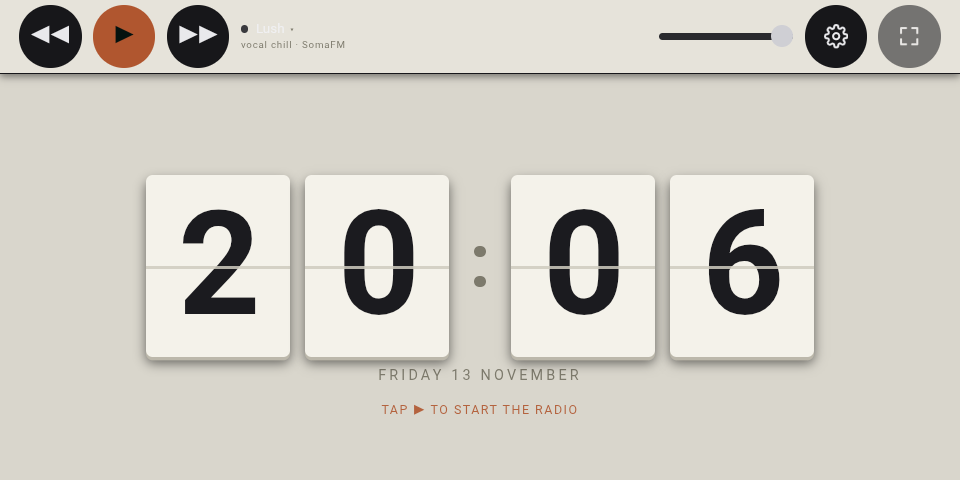 Lush ·
vocal chill · SomaFM
20:06
FRIDAY 13 NOVEMBER
TAP ▶ TO START THE RADIO